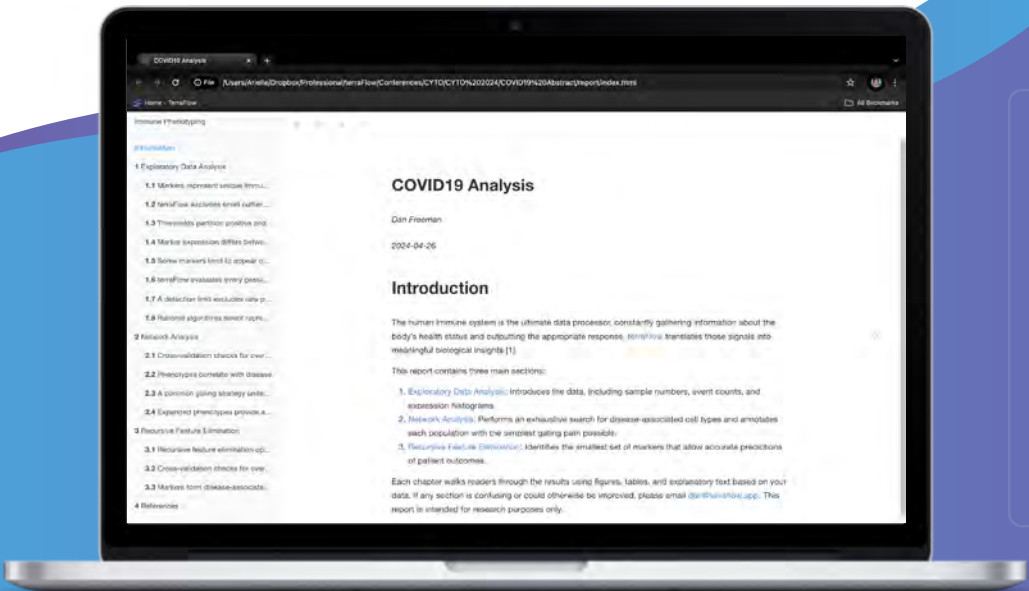 COVID19 Analysis
File /Users/Ariella/Dropbox/Professional/terraFlow/Conferences/CYTO/CYTO%202024/COVID19%20Abstract/report/index.html
Home - TerraFlow
All Bookmarks
Immune Phenotyping
Introduction
1 Exploratory Data Analysis
1.1 Markers represent unique immu...
1.2 terraFlow excludes small outlier...
1.3 Thresholds partition positive and...
1.4 Marker expression differs betwe...
1.5 Some markers tend to appear o...
1.6 terraFlow evaluates every possi...
1.7 A detection limit excludes rare p...
1.8 Rational algorithms select repre...
2 Network Analysis
2.1 Cross-validation checks for over...
2.2 Phenotypes correlate with disease
2.3 A common gating strategy unite...
2.4 Expanded phenotypes provide a...
3 Recursive Feature Elimination
3.1 Recursive feature elimination op...
3.2 Cross-validation checks for over...
3.3 Markers form disease-associate...
4 References
COVID19 Analysis
Dan Freeman
2024-04-26
Introduction
The human immune system is the ultimate data processor, constantly gathering information about the
body's health status and outputting the appropriate response. terraFlow translates those signals into
meaningful biological insights [1].
This report contains three main sections:
1. Exploratory Data Analysis: Introduces the data, including sample numbers, event counts, and
expression histograms.
2. Network Analysis: Performs an exhaustive search for disease-associated cell types and annotates
each population with the simplest gating path possible.
3. Recursive Feature Elimination: Identifies the smallest set of markers that allow accurate predictions
of patient outcomes.
Each chapter walks readers through the results using figures, tables, and explanatory text based on your
data. If any section is confusing or could otherwise be improved, please email dan@terraflow.app. This
report is intended for research purposes only.